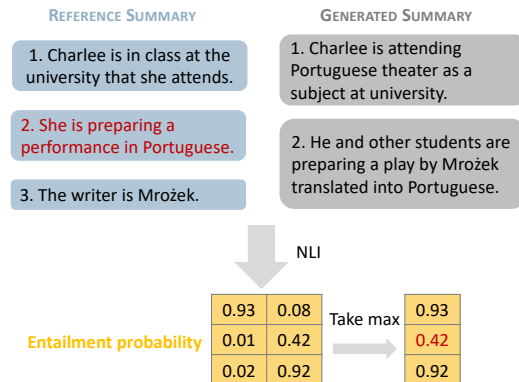 REFERENCE SUMMARY
1. Charlee is in class at the
university that she attends.
2. She is preparing a
performance in Portuguese.
3. The writer is Mrożek.
GENERATED SUMMARY
1. Charlee is attending
Portuguese theater as a
subject at university.
2. He and other students are
preparing a play by Mrożek
translated into Portuguese.
NLI
Entailment probability
0.93 0.08
0.01 0.42
0.02 0.92
Take max
0.93
0.42
0.92